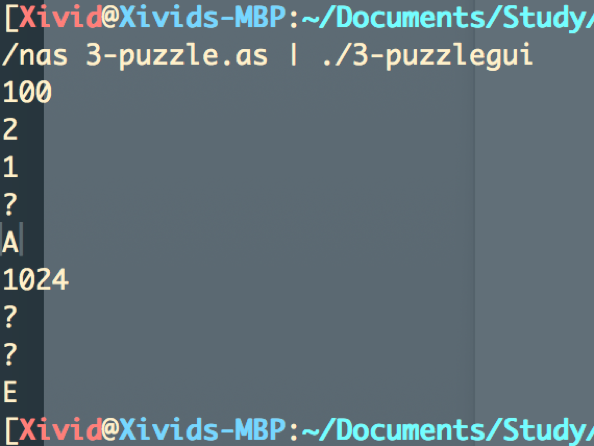 [Xivid@Xivids-MBP:~/Documents/Study/
/nas 3-puzzle.as | ./3-puzzlegui
100
2
1
?
A
1024
?
?
E
[Xivid@Xivids-MBP:~/Documents/Study/